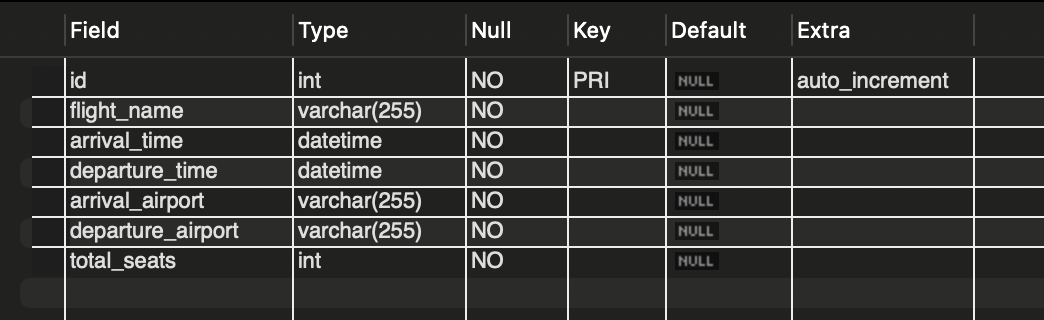 Field Type Null Key Default Extra
id int NO PRI NULL auto_increment
flight_name varchar(255) NO NULL
arrival_time datetime NO NULL
departure_time datetime NO NULL
arrival_airport varchar(255) NO NULL
departure_airport varchar(255) NO NULL
total_seats int NO NULL